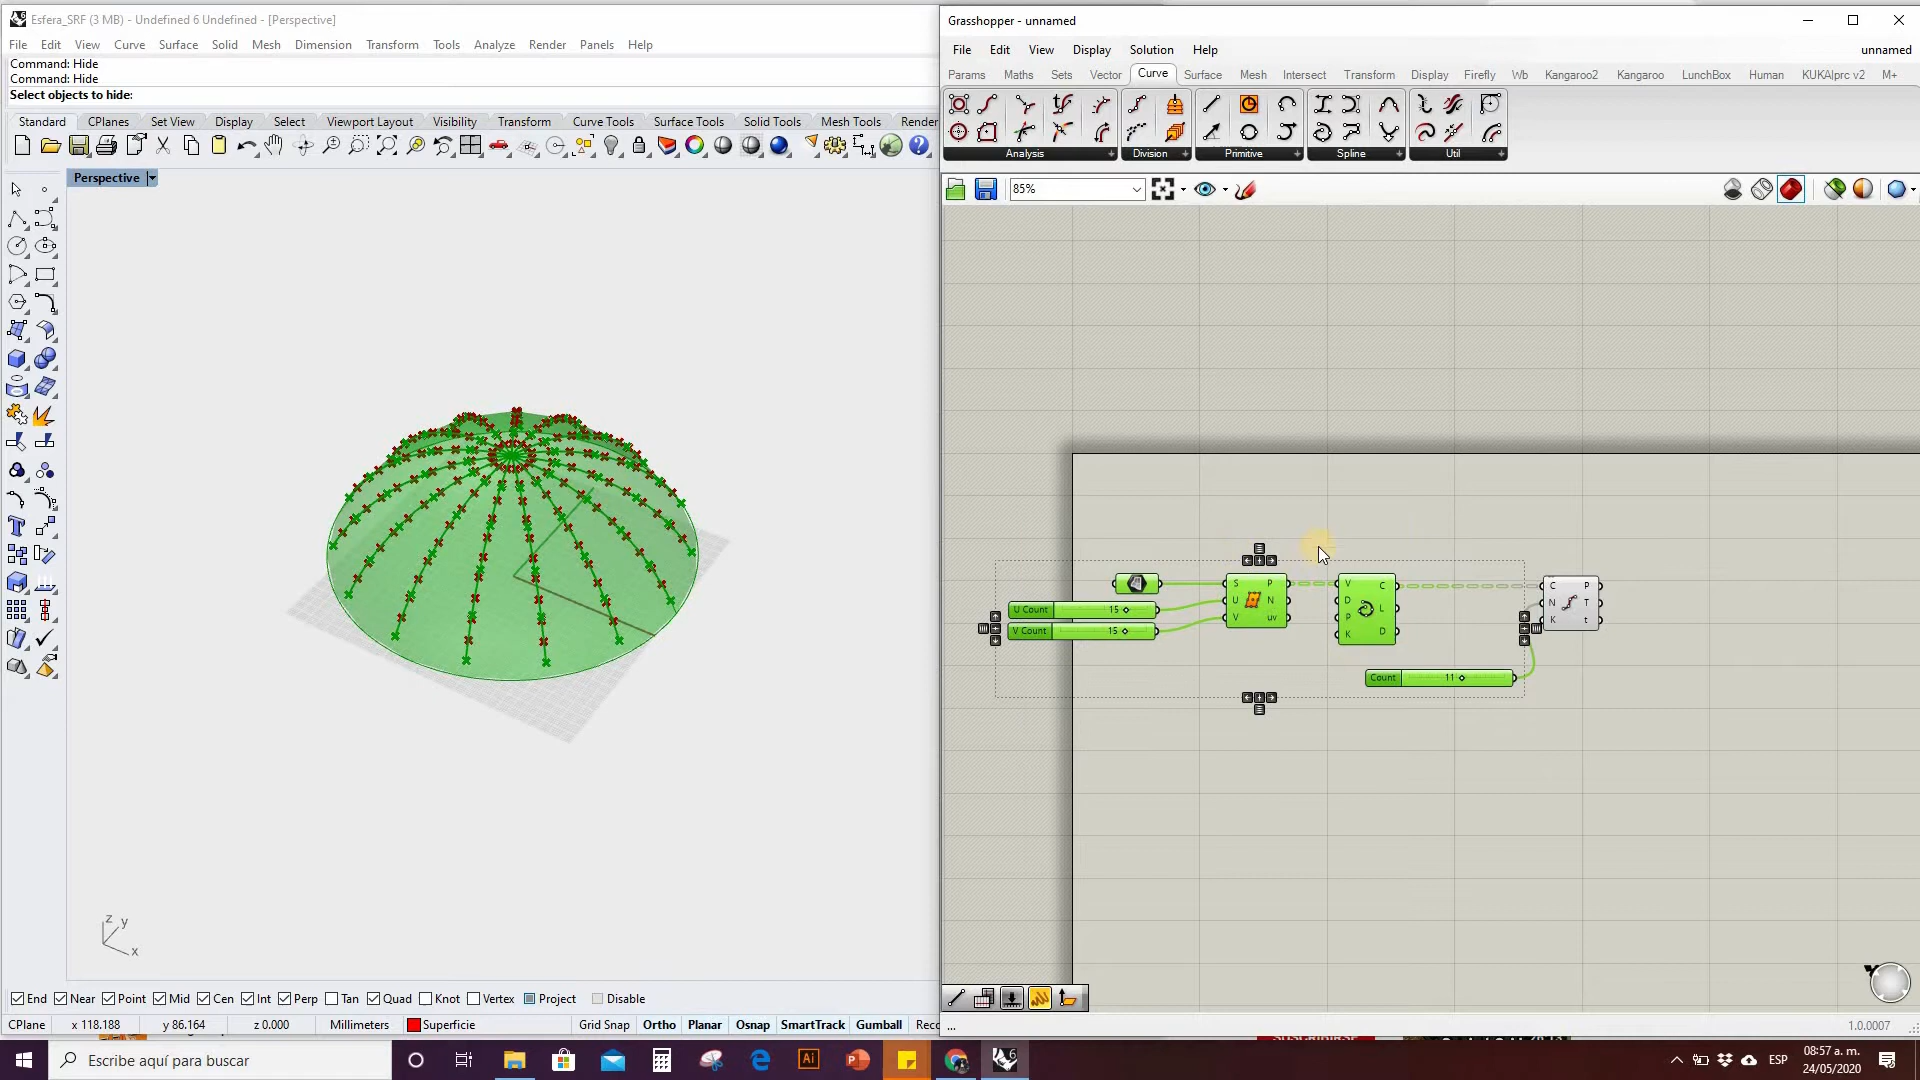 Esfera_SRF (3 MB) - Undefined 6 Undefined - [Perspective]
File Edit View Curve Surface Solid Mesh Dimension Transform Tools Analyze Render Panels Help
Command: Hide
Command: Hide
Select objects to hide:
Standard CPlanes Set View Display Select Viewport Layout Visibility Transform Curve Tools Surface Tools Solid Tools Mesh Tools Render
Perspective
z
y
x
End Near Point Mid Cen Int Perp Tan Quad Knot Vertex Project Disable
CPlane x 118.188 y 86.164 z 0.000 Millimeters Superficie Grid Snap Ortho Planar Osnap SmartTrack Gumball Reco
Grasshopper - unnamed
File Edit View Display Solution Help unnamed
Params Maths Sets Vector Curve Surface Mesh Intersect Transform Display Firefly Wb Kangaroo2 Kangaroo LunchBox Human KUKA|prc v2 M+
Analysis Division Primitive Spline Util
85%
S P
U N
V uv
V C
D
P L
K D
C P
N T
K t
U Count 15
V Count 15
Count 11
...
1.0.0007
Escribe aquí para buscar
Ai
6
ESP
08:57 a. m.
24/05/2020